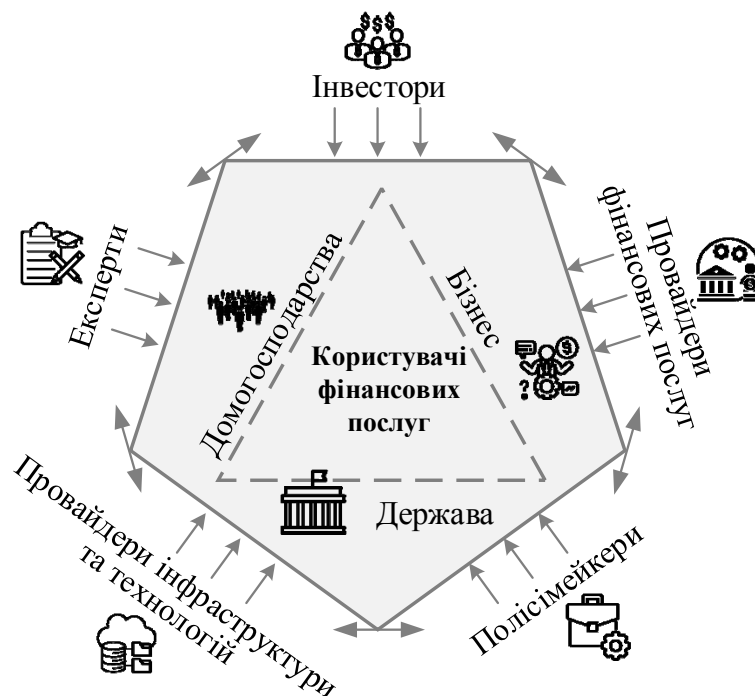 $$$
Інвестори
Експерти
Провайдери
фінансових послуг
Домогосподарства
Бізнес
$
?
Користувачі
фінансових
послуг
Держава
Провайдери інфраструктури
та технологій
Полісімейкери